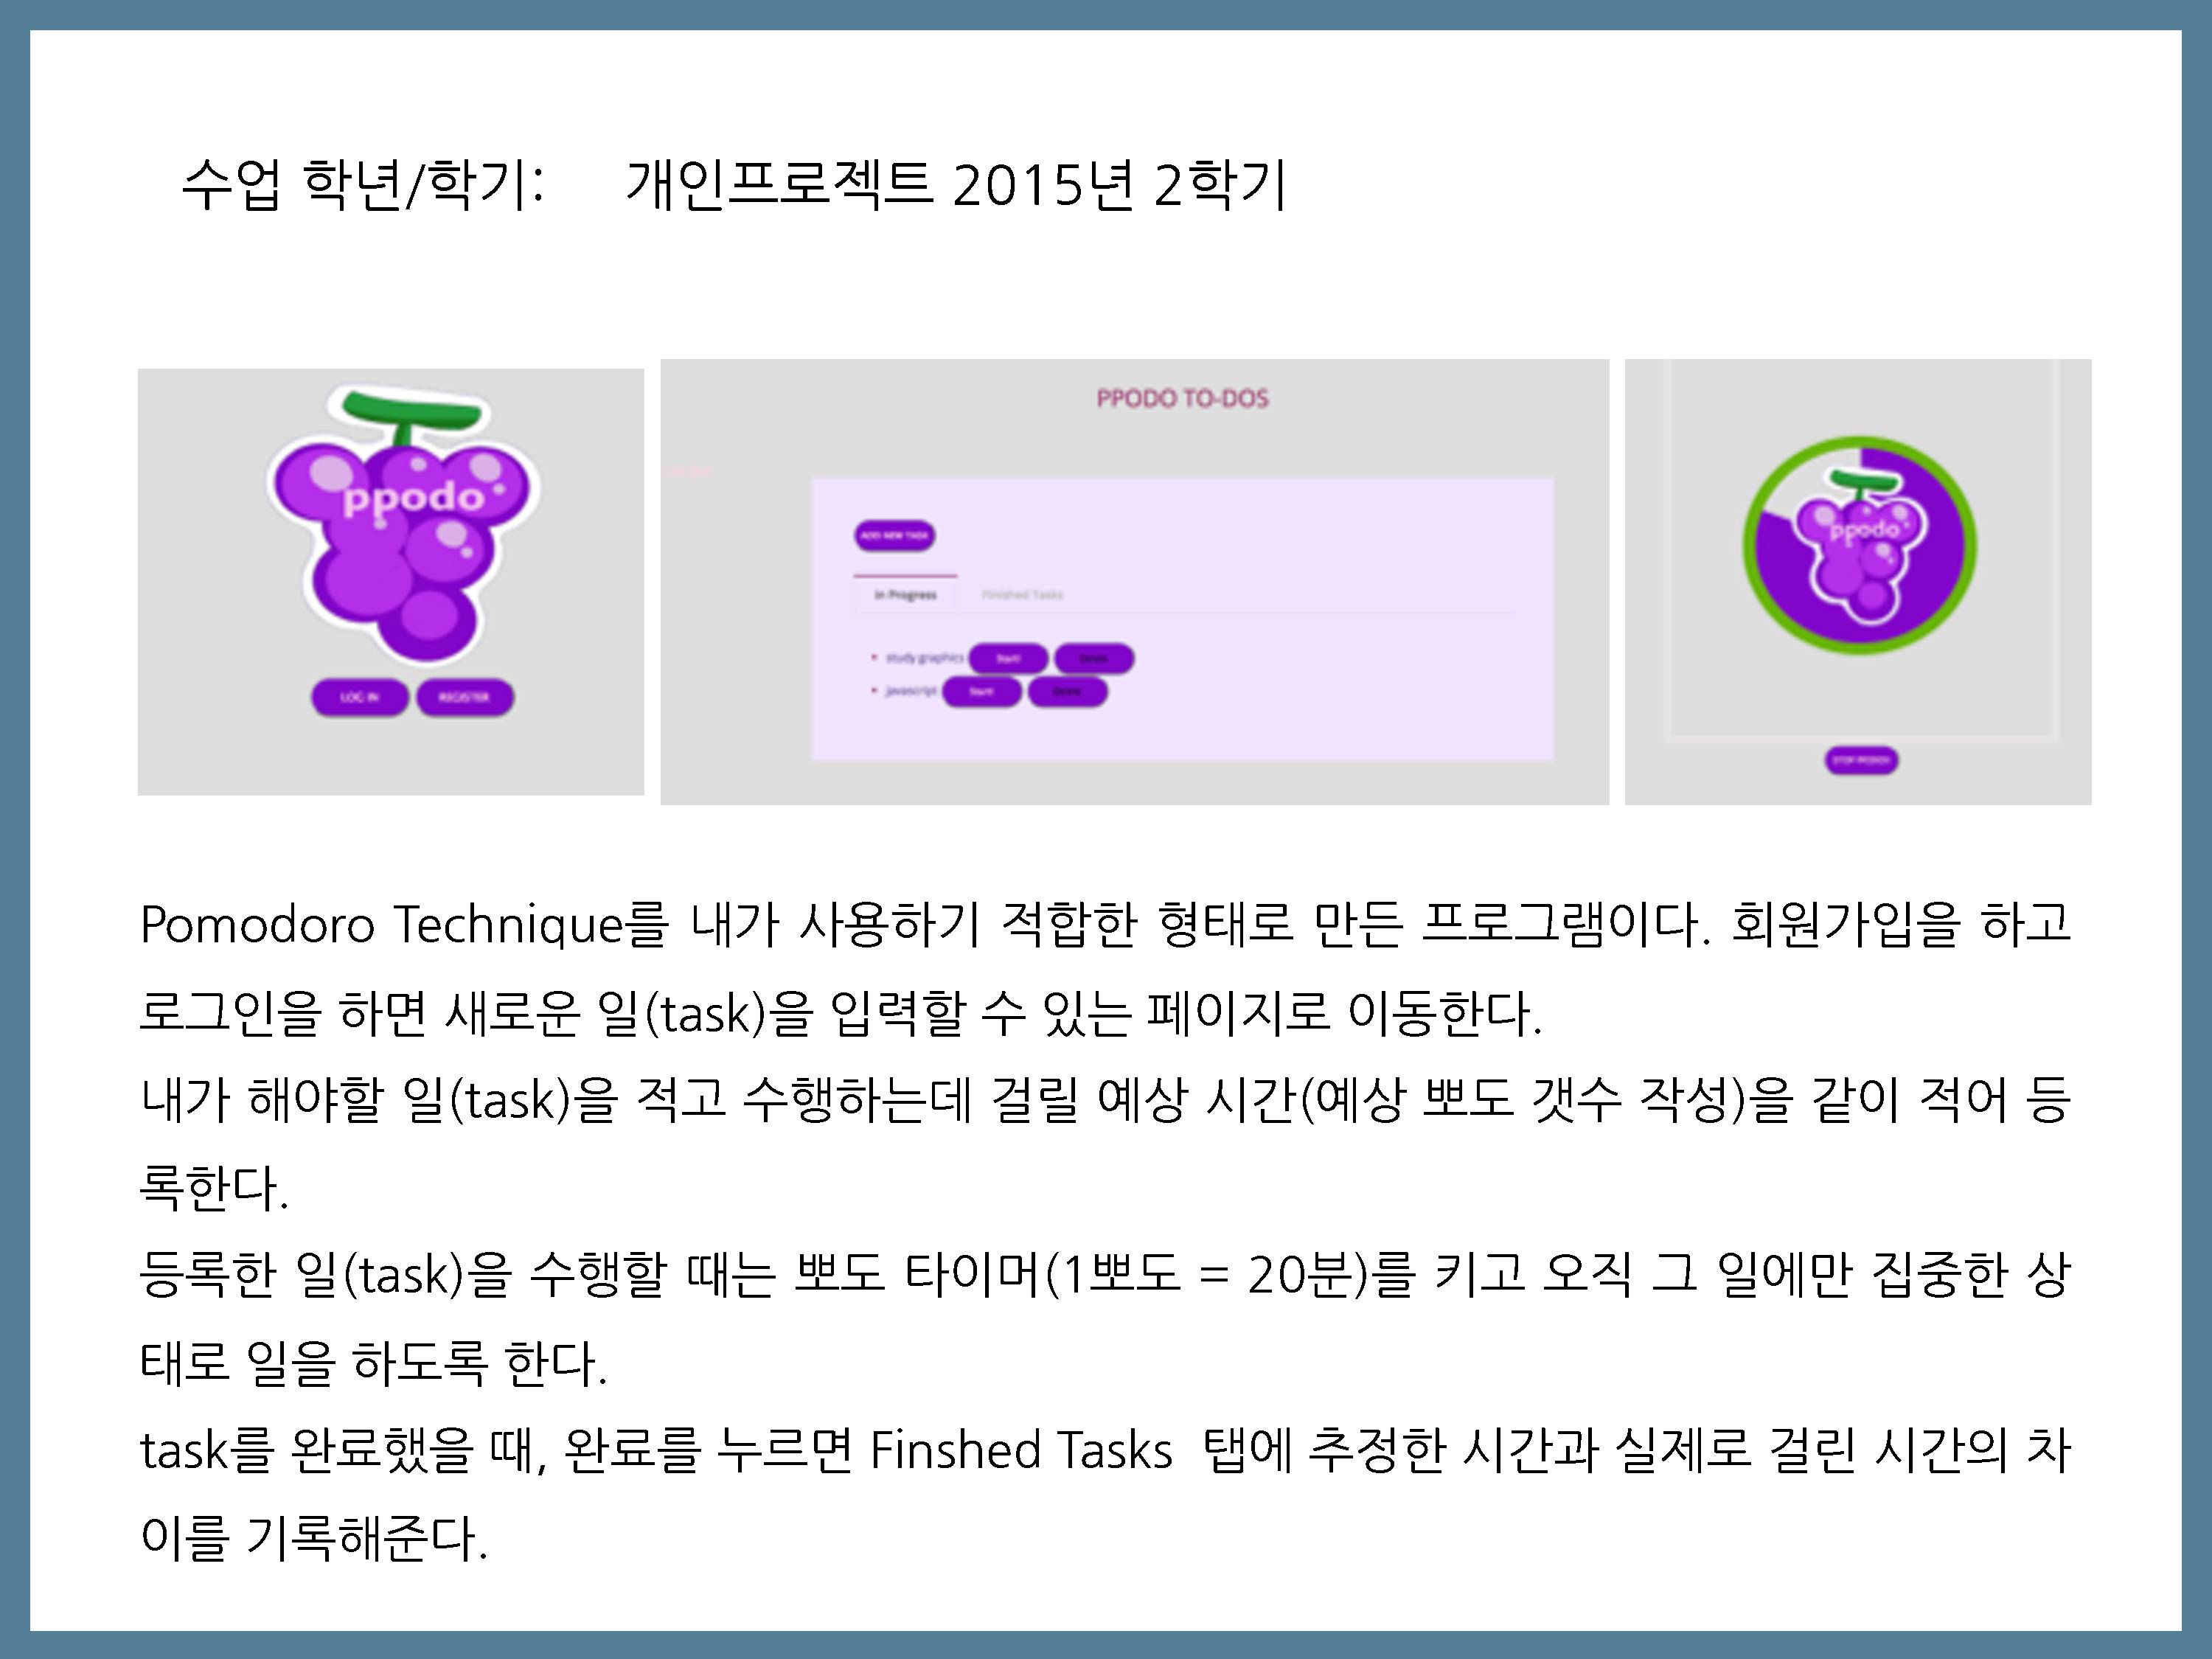 수업 학년/학기: 개인프로젝트 2015년 2학기
ppodo
LOG IN REGISTER
PPODO TO-DOS
ADD NEW TASK
In Progress Finished Tasks
study graphics Start! Delete
javascript Start! Delete
ppodo
STOP PPODO!
Pomodoro Technique를 내가 사용하기 적합한 형태로 만든 프로그램이다. 회원가입을 하고
로그인을 하면 새로운 일(task)을 입력할 수 있는 페이지로 이동한다.
내가 해야할 일(task)을 적고 수행하는데 걸릴 예상 시간(예상 뽀도 갯수 작성)을 같이 적어 등
록한다.
등록한 일(task)을 수행할 때는 뽀도 타이머(1뽀도 = 20분)를 키고 오직 그 일에만 집중한 상
태로 일을 하도록 한다.
task를 완료했을 때, 완료를 누르면 Finshed Tasks 탭에 추정한 시간과 실제로 걸린 시간의 차
이를 기록해준다.